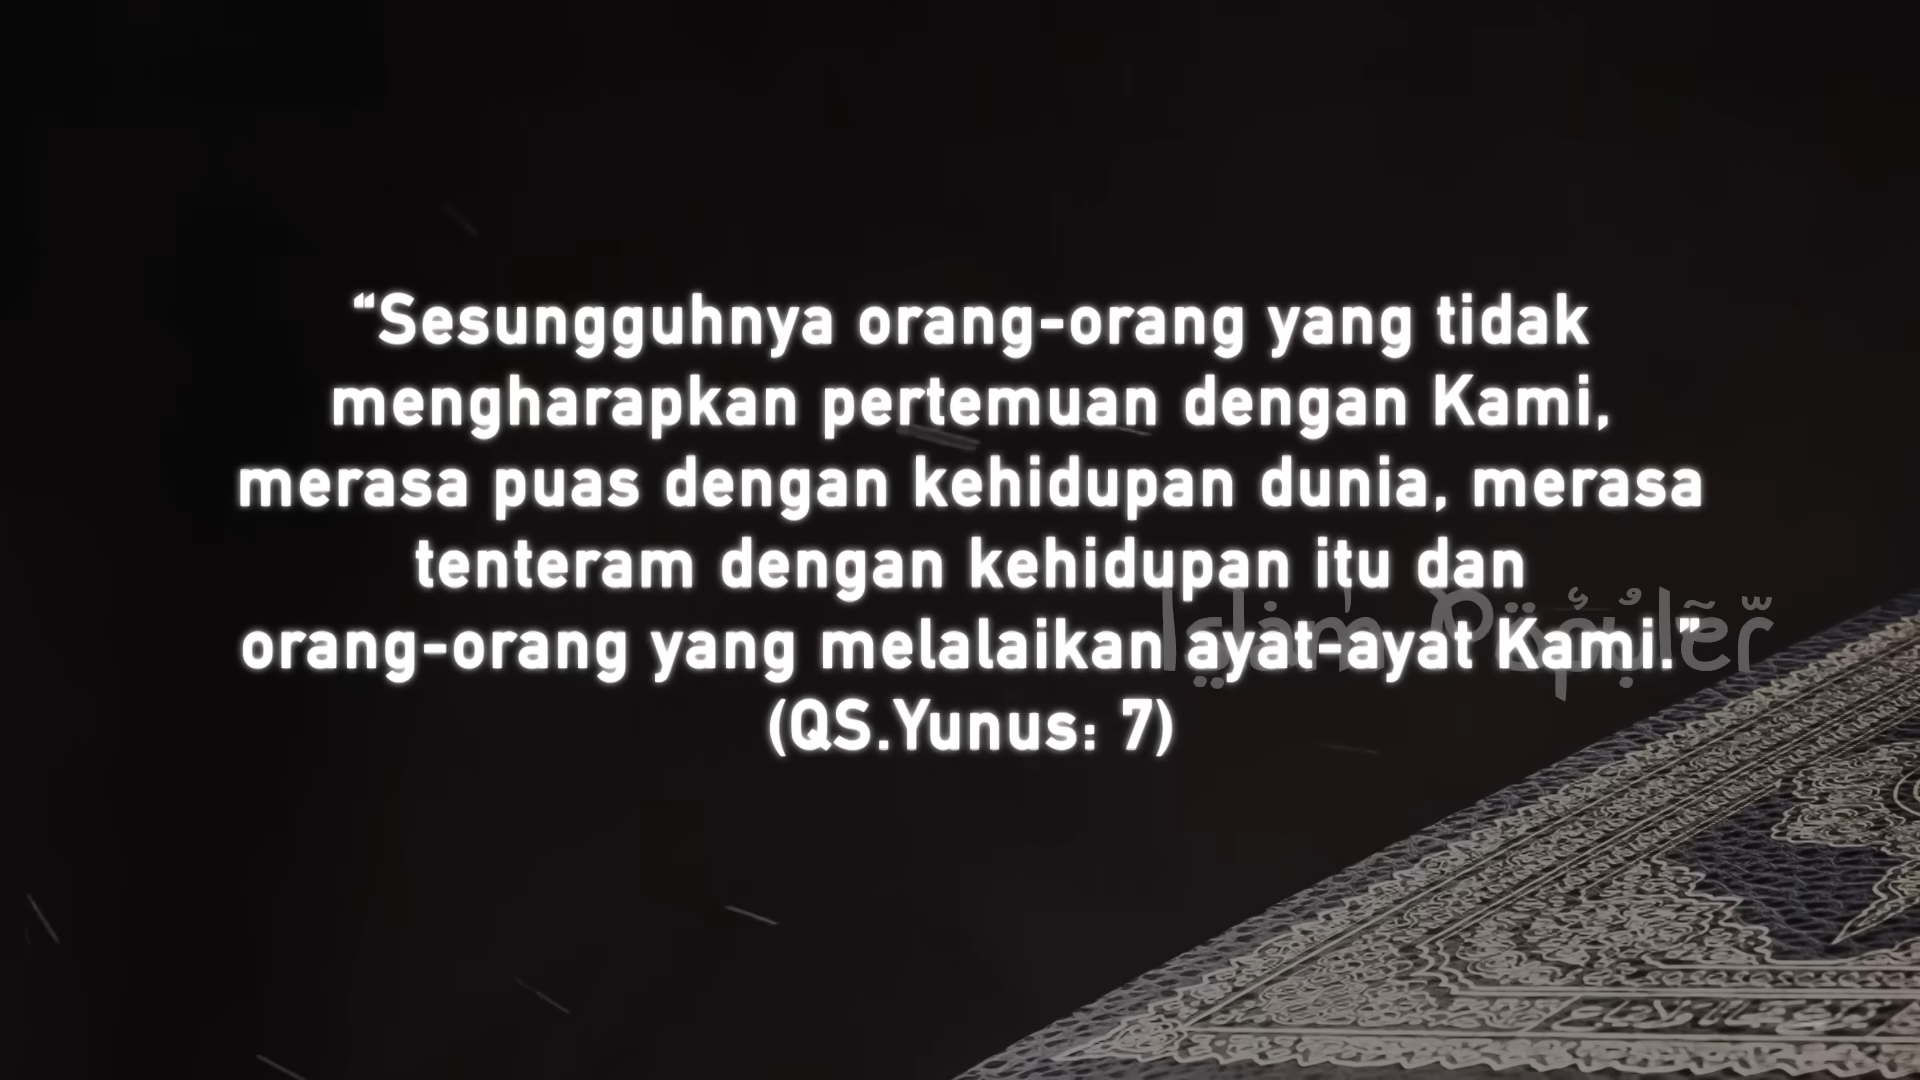 “Sesungguhnya orang-orang yang tidak
mengharapkan pertemuan dengan Kami,
merasa puas dengan kehidupan dunia, merasa
tenteram dengan kehidupan itu dan
orang-orang yang melalaikan ayat-ayat Kami.”
(QS.Yunus: 7)
Islam Populer